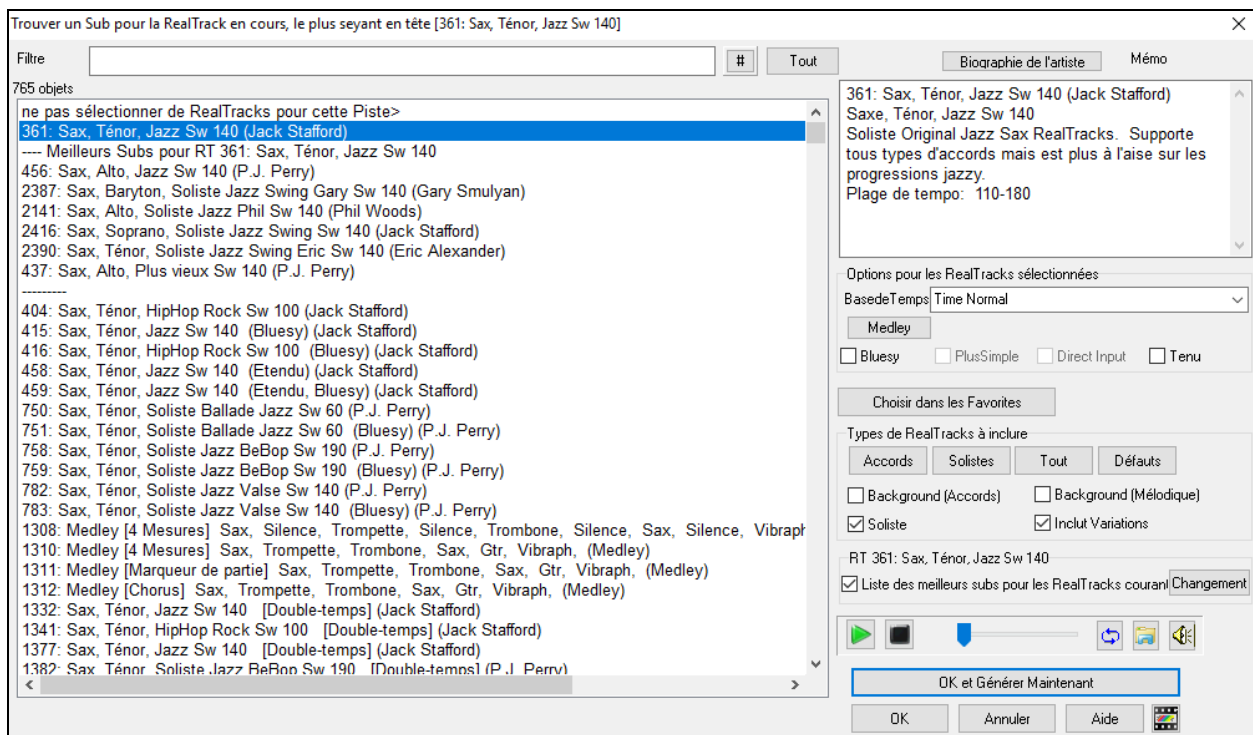 Trouver un Sub pour la RealTrack en cours, le plus seyant en tête [361: Sax, Ténor, Jazz Sw 140]
Filtre
#
Tout
Biographie de l'artiste
Mémo
765 objets
ne pas sélectionner de RealTracks pour cette Piste>
361: Sax, Ténor, Jazz Sw 140 (Jack Stafford)
---- Meilleurs Subs pour RT 361: Sax, Ténor, Jazz Sw 140
456: Sax, Alto, Jazz Sw 140 (P.J. Perry)
2387: Sax, Baryton, Soliste Jazz Swing Gary Sw 140 (Gary Smulyan)
2141: Sax, Alto, Soliste Jazz Phil Sw 140 (Phil Woods)
2416: Sax, Soprano, Soliste Jazz Swing Sw 140 (Jack Stafford)
2390: Sax, Ténor, Soliste Jazz Swing Eric Sw 140 (Eric Alexander)
437: Sax, Alto, Plus vieux Sw 140 (P.J. Perry)
---------
404: Sax, Ténor, HipHop Rock Sw 100 (Jack Stafford)
415: Sax, Ténor, Jazz Sw 140 (Bluesy) (Jack Stafford)
416: Sax, Ténor, HipHop Rock Sw 100 (Bluesy) (Jack Stafford)
458: Sax, Ténor, Jazz Sw 140 (Etendu) (Jack Stafford)
459: Sax, Ténor, Jazz Sw 140 (Etendu, Bluesy) (Jack Stafford)
750: Sax, Ténor, Soliste Ballade Jazz Sw 60 (P.J. Perry)
751: Sax, Ténor, Soliste Ballade Jazz Sw 60 (Bluesy) (P.J. Perry)
758: Sax, Ténor, Soliste Jazz BeBop Sw 190 (P.J. Perry)
759: Sax, Ténor, Soliste Jazz BeBop Sw 190 (Bluesy) (P.J. Perry)
782: Sax, Ténor, Soliste Jazz Valse Sw 140 (P.J. Perry)
783: Sax, Ténor, Soliste Jazz Valse Sw 140 (Bluesy) (P.J. Perry)
1308: Medley [4 Mesures] Sax, Silence, Trompette, Silence, Trombone, Silence, Sax, Silence, Vibraph
1310: Medley [4 Mesures] Sax, Trompette, Trombone, Sax, Gtr, Vibraph, (Medley)
1311: Medley [Marqueur de partie] Sax, Trompette, Trombone, Sax, Gtr, Vibraph, (Medley)
1312: Medley [Chorus] Sax, Trompette, Trombone, Sax, Gtr, Vibraph, (Medley)
1332: Sax, Ténor, Jazz Sw 140 [Double-temps] (Jack Stafford)
1341: Sax, Ténor, HipHop Rock Sw 100 [Double-temps] (Jack Stafford)
1377: Sax, Ténor, Jazz Sw 140 [Double-temps] (Jack Stafford)
1382: Sax, Ténor, Soliste Jazz BeBop Sw 190 [Double-temps] (P.J. Perry)
361: Sax, Ténor, Jazz Sw 140 (Jack Stafford)
Saxe, Ténor, Jazz Sw 140
Soliste Original Jazz Sax RealTracks. Supporte
tous types d'accords mais est plus à l'aise sur les
progressions jazzy.
Plage de tempo: 110-180
Options pour les RealTracks sélectionnées
BasedeTemps Time Normal
Medley
Bluesy PlusSimple Direct Input Tenu
Choisir dans les Favorites
Types de RealTracks à inclure
Accords Solistes Tout Défauts
Background (Accords) Background (Mélodique)
Soliste Inclut Variations
RT 361: Sax, Ténor, Jazz Sw 140
Liste des meilleurs subs pour les RealTracks courant Changement
OK et Générer Maintenant
OK Annuler Aide